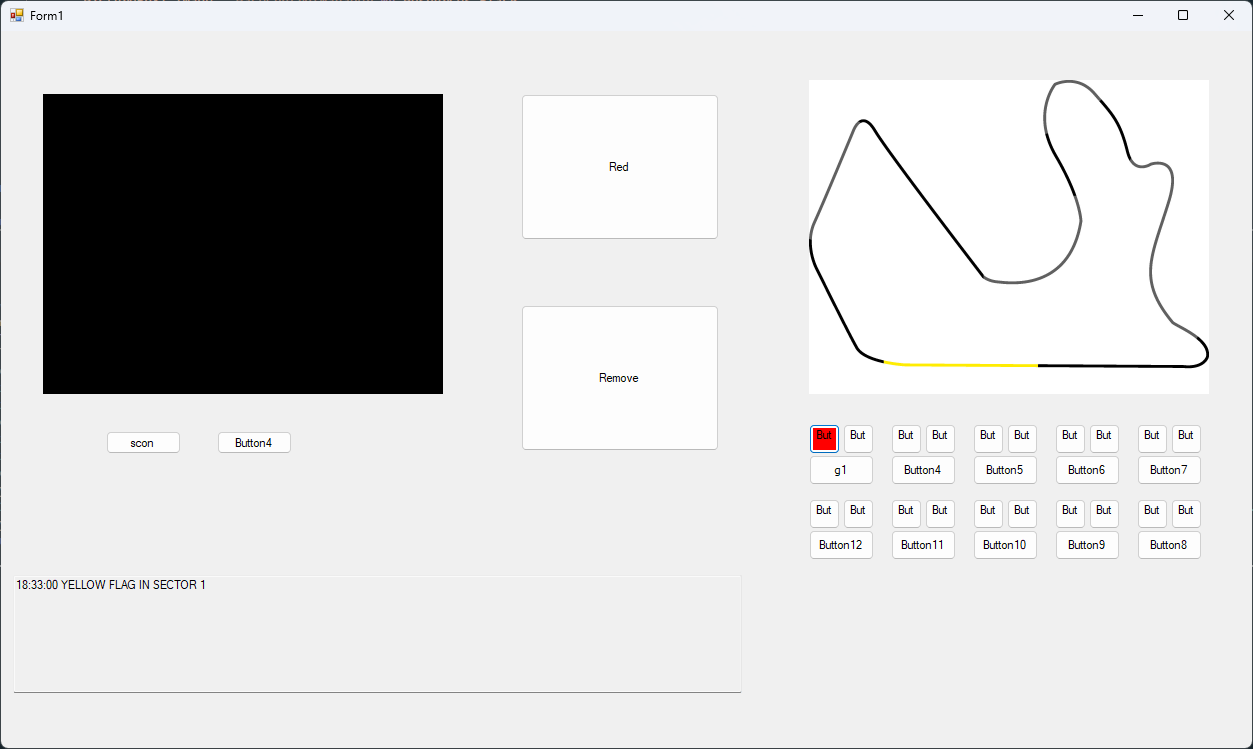 Form1
Red
Remove
scon Button4
But But But But But But But But But But
g1 Button4 Button5 Button6 Button7
But But But But But But But But But But
Button12 Button11 Button10 Button9 Button8
18:33:00 YELLOW FLAG IN SECTOR 1